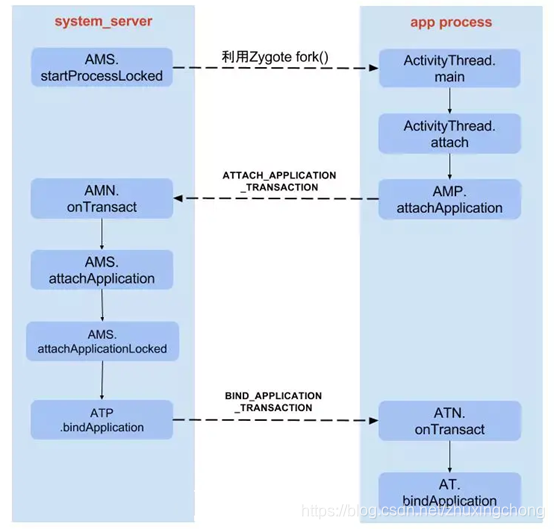 system_server
app process
AMS.
startProcessLocked
利用Zygote fork()
ActivityThread.
main
ActivityThread.
attach
ATTACH_APPLICATION
_TRANSACTION
AMP.
attachApplication
AMN.
onTransact
AMS.
attachApplication
AMS.
attachApplicationLocked
ATP
.bindApplication
BIND_APPLICATION
_TRANSACTION
ATN.
onTransact
AT.
bindApplication
https://blog.csdn.net/zhuxingchong